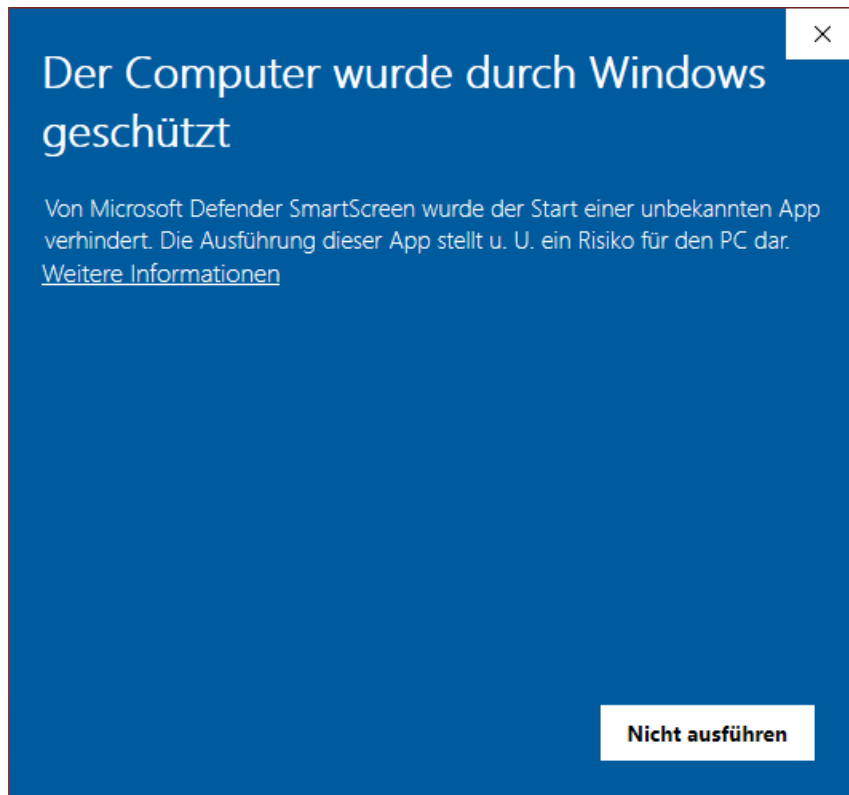 Der Computer wurde durch Windows
geschützt
Von Microsoft Defender SmartScreen wurde der Start einer unbekannten App
verhindert. Die Ausführung dieser App stellt u. U. ein Risiko für den PC dar.
Weitere Informationen
Nicht ausführen